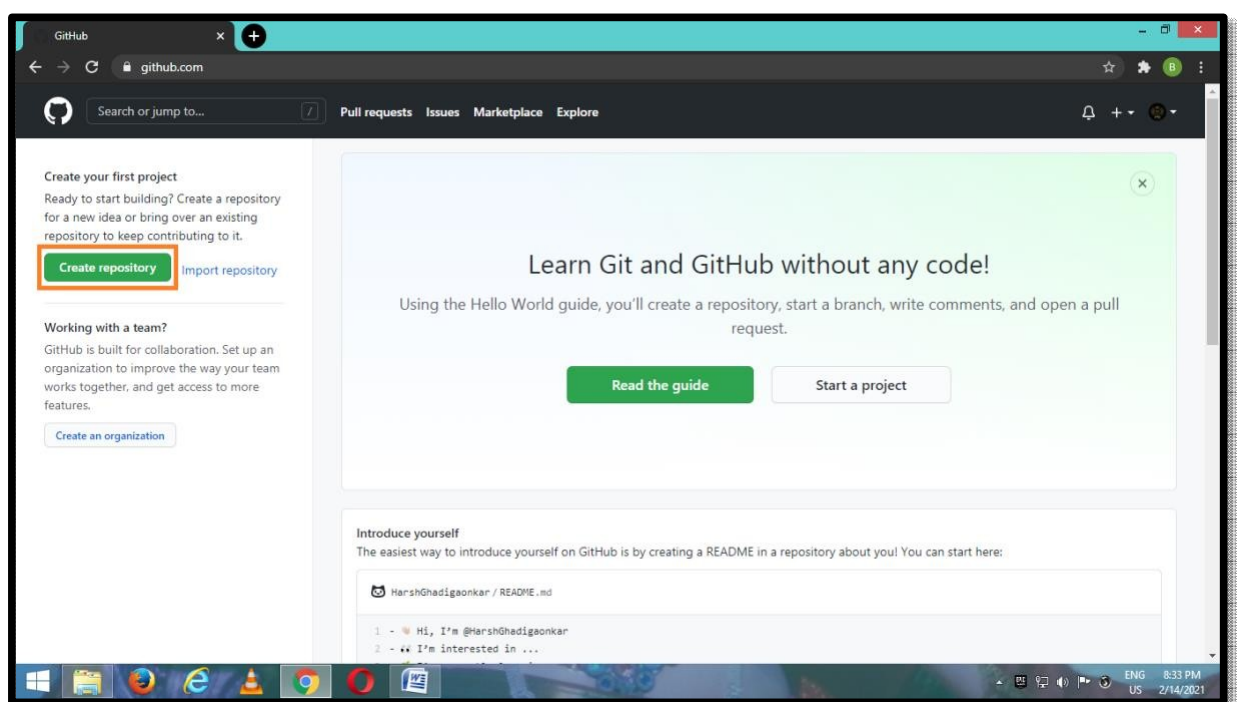 GitHub
github.com
B
Search or jump to...
/
Pull requests Issues Marketplace Explore
Create your first project
Ready to start building? Create a repository
for a new idea or bring over an existing
repository to keep contributing to it.
Create repository Import repository
Working with a team?
GitHub is built for collaboration. Set up an
organization to improve the way your team
works together, and get access to more
features.
Create an organization
Learn Git and GitHub without any code!
Using the Hello World guide, you'll create a repository, start a branch, write comments, and open a pull
request.
Read the guide Start a project
Introduce yourself
The easiest way to introduce yourself on GitHub is by creating a README in a repository about you! You can start here:
HarshGhadigaonkar / README.md
1 - 👋 Hi, I'm @HarshGhadigaonkar
2 - 👀 I'm interested in ...
ENG 8:33 PM
US 2/14/2021